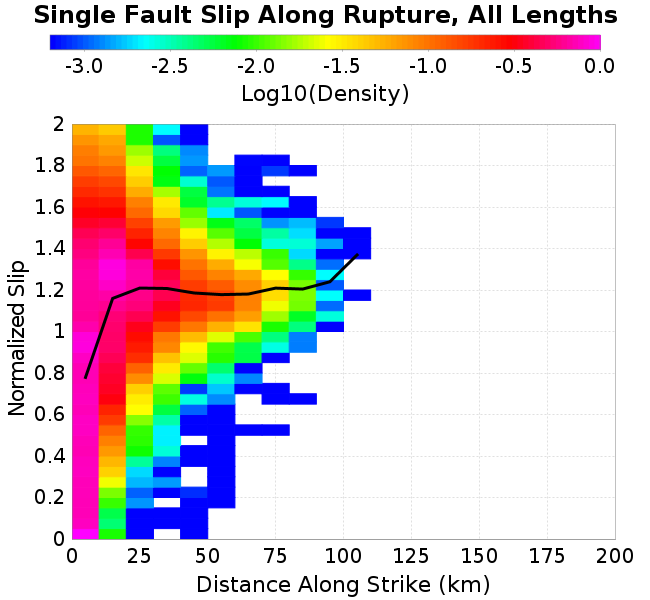 Single Fault Slip Along Rupture, All Lengths
-3.0 -2.5 -2.0 -1.5 -1.0 -0.5 0.0
Log10(Density)
2
1.8
1.6
1.4
1.2
1
0.8
0.6
0.4
0.2
0
Normalized Slip
0 25 50 75 100 125 150 175 200
Distance Along Strike (km)